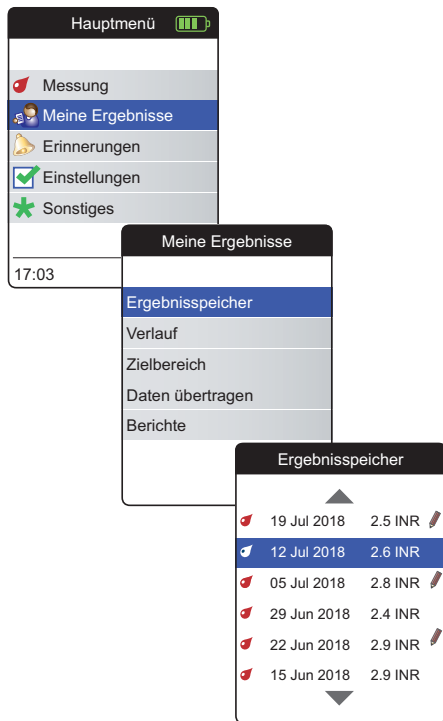 Hauptmenü
Messung
Meine Ergebnisse
Erinnerungen
Einstellungen
Sonstiges
17:03
Meine Ergebnisse
Ergebnisspeicher
Verlauf
Zielbereich
Daten übertragen
Berichte
Ergebnisspeicher
19 Jul 2018 2.5 INR
12 Jul 2018 2.6 INR
05 Jul 2018 2.8 INR
29 Jun 2018 2.4 INR
22 Jun 2018 2.9 INR
15 Jun 2018 2.9 INR